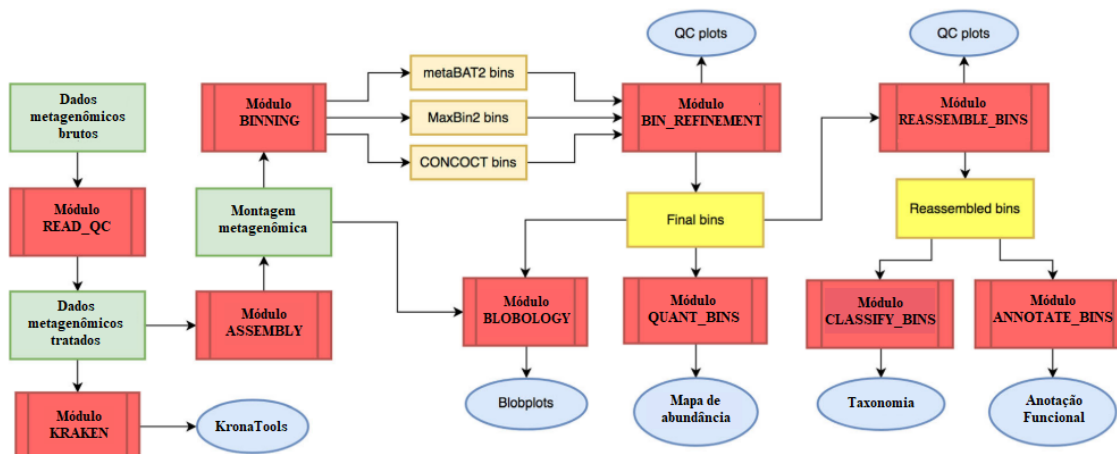 Dados
metagenômicos
brutos
Módulo
READ_QC
Dados
metagenômicos
tratados
Módulo
KRAKEN
KronaTools
Módulo
ASSEMBLY
Montagem
metagenômica
Módulo
BINNING
metaBAT2 bins
MaxBin2 bins
CONCOCT bins
QC plots
Módulo
BIN_REFINEMENT
Final bins
Módulo
BLOBOLOGY
Blobplots
Módulo
QUANT_BINS
Mapa de
abundância
QC plots
Módulo
REASSEMBLE_BINS
Reassembled bins
Módulo
CLASSIFY_BINS
Taxonomia
Módulo
ANNOTATE_BINS
Anotação
Funcional